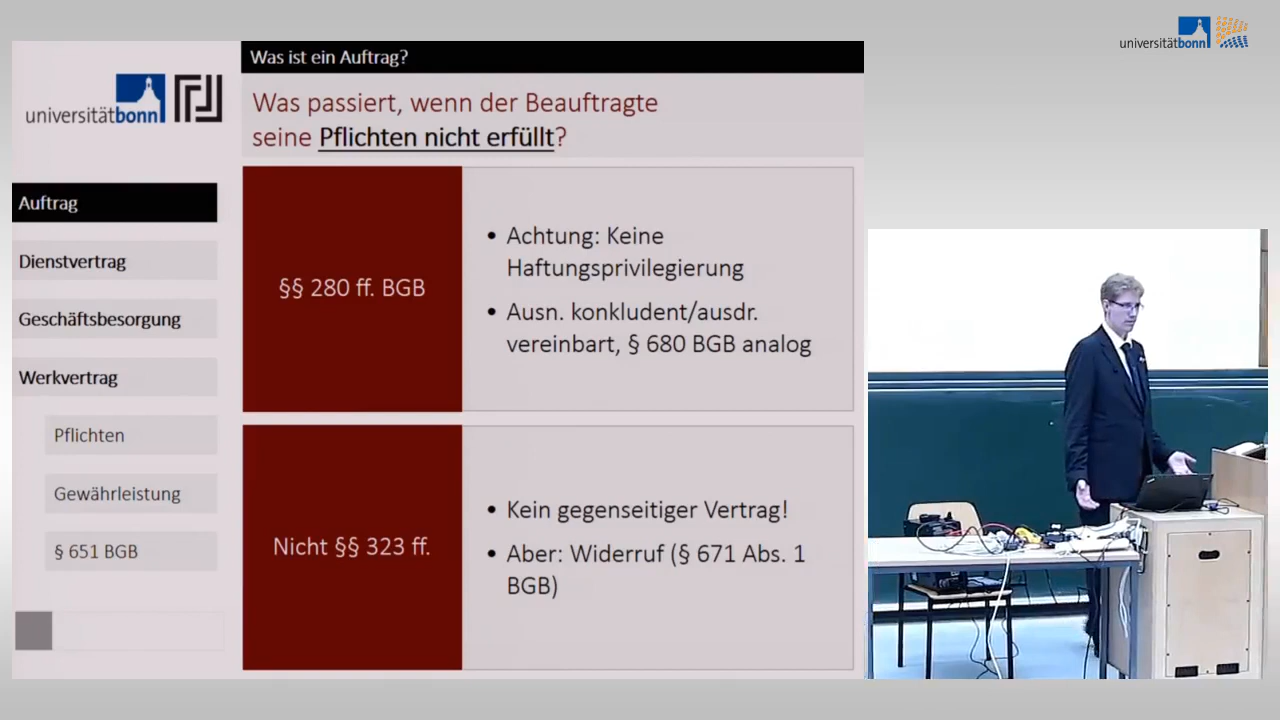 universitätbonn
Was ist ein Auftrag?
universitätbonn
Was passiert, wenn der Beauftragte
seine Pflichten nicht erfüllt?
Auftrag
Dienstvertrag
Geschäftsbesorgung
Werkvertrag
Pflichten
Gewährleistung
§ 651 BGB
§§ 280 ff. BGB
• Achtung: Keine
Haftungsprivilegierung
• Ausn. konkludent/ausdr.
vereinbart, § 680 BGB analog
Nicht §§ 323 ff.
• Kein gegenseitiger Vertrag!
• Aber: Widerruf (§ 671 Abs. 1
BGB)